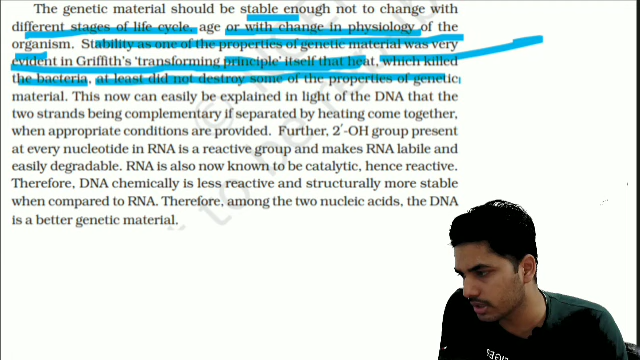 The genetic material should be stable enough not to change with
different stages of life cycle, age or with change in physiology of the
organism. Stability as one of the properties of genetic material was very
evident in Griffith's 'transforming principle' itself that heat, which killed
the bacteria, at least did not destroy some of the properties of genetic
material. This now can easily be explained in light of the DNA that the
two strands being complementary if separated by heating come together,
when appropriate conditions are provided. Further, 2'-OH group present
at every nucleotide in RNA is a reactive group and makes RNA labile and
easily degradable. RNA is also now known to be catalytic, hence reactive.
Therefore, DNA chemically is less reactive and structurally more stable
when compared to RNA. Therefore, among the two nucleic acids, the DNA
is a better genetic material.